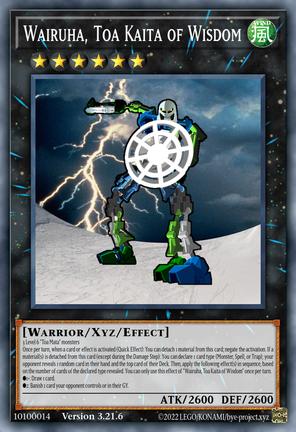 WAIRUHA, TOA KAITA OF WISDOM
WIND
風
[WARRIOR/XYZ/EFFECT]
3 Level 6 "Toa Mata" monsters
Once per turn, when a card or effect is activated (Quick Effect): You can detach 1 material from this card; negate the activation. If a
material(s) is detached from this card (except during the Damage Step): You can declare 1 card type (Monster, Spell, or Trap); your
opponent reveals 1 random card in their hand and the top card of their Deck. Then, apply the following effect(s) in sequence, based
on the number of cards of the declared type revealed. You can only use this effect of "Wairuha, Toa Kaita of Wisdom" once per turn.
●1+: Draw 1 card.
●2: Banish 1 card your opponent controls or in their GY.
ATK/2600 DEF/2600
10100014 Version 3.21.6 ©2022 LEGO/KONAMI/bye-project.xyz